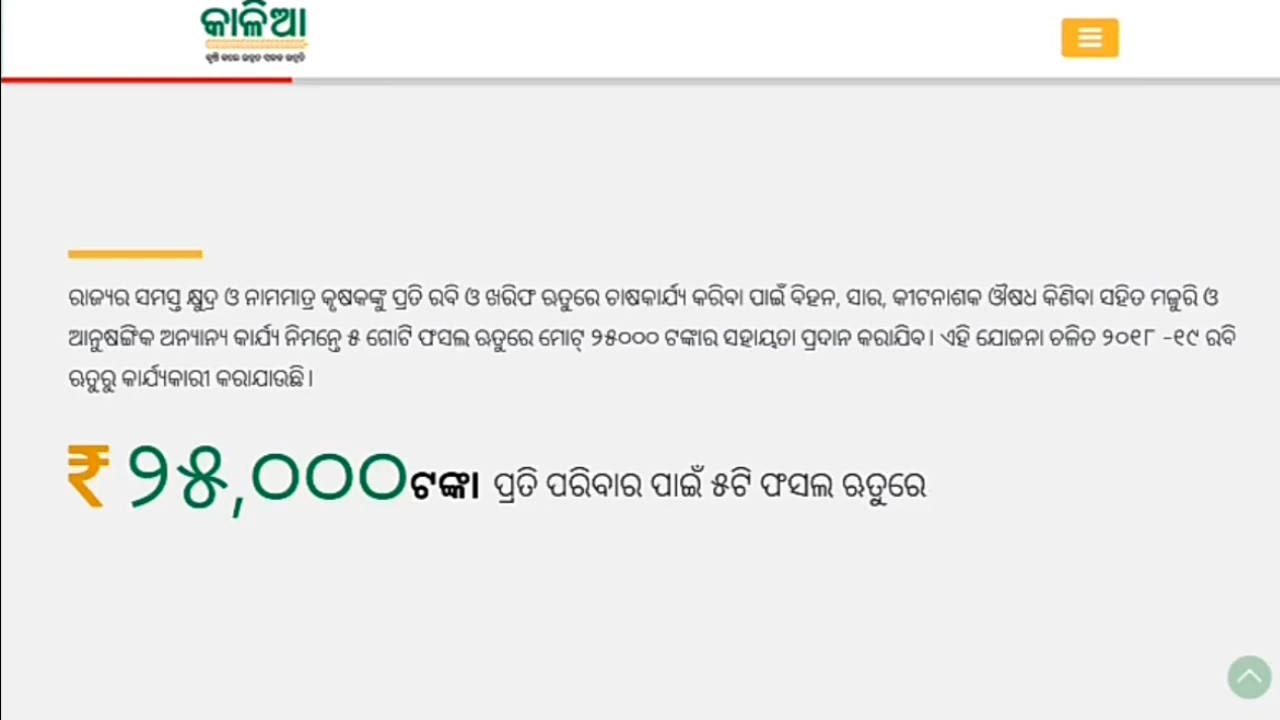 କାଳିଆ
ରାଜ୍ୟର ସମସ୍ତ କ୍ଷୁଦ୍ର ଓ ନାମମାତ୍ର କୃଷକଙ୍କୁ ପ୍ରତି ରବି ଓ ଖରିଫ ଋତୁରେ ଚାଷକାର୍ଯ୍ୟ କରିବା ପାଇଁ ବିହନ, ସାର, କୀଟନାଶକ ଔଷଧ କିଣିବା ସହିତ ମଜୁରି ଓ
ଆନୁଷଙ୍ଗିକ ଅନ୍ୟାନ୍ୟ କାର୍ଯ୍ୟ ନିମନ୍ତେ ୫ ଗୋଟି ଫସଲ ଋତୁରେ ମୋଟ୍ ୨୫୦୦୦ ଟଙ୍କାର ସହାୟତା ପ୍ରଦାନ କରାଯିବ। ଏହି ଯୋଜନା ଚଳିତ ୨୦୧୮ -୧୯ ରବି
ଋତୁରୁ କାର୍ଯ୍ୟକାରୀ କରାଯାଉଛି।
₹ ୨୫,୦୦୦ଟଙ୍କା ପ୍ରତି ପରିବାର ପାଇଁ ୫ଟି ଫସଲ ଋତୁରେ